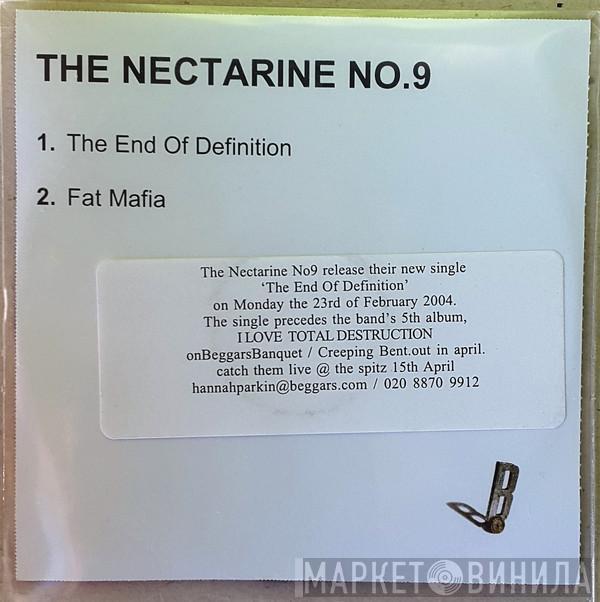 THE NECTARINE NO.9
1. The End Of Definition
2. Fat Mafia
The Nectarine No9 release their new single
‘The End Of Definition’
on Monday the 23rd of February 2004.
The single precedes the band's 5th album,
I LOVE TOTAL DESTRUCTION
onBeggarsBanquet / Creeping Bent.out in april.
catch them live @ the spitz 15th April
hannahparkin@beggars.com / 020 8870 9912
B
МАРКЕТ ВИНИЛА